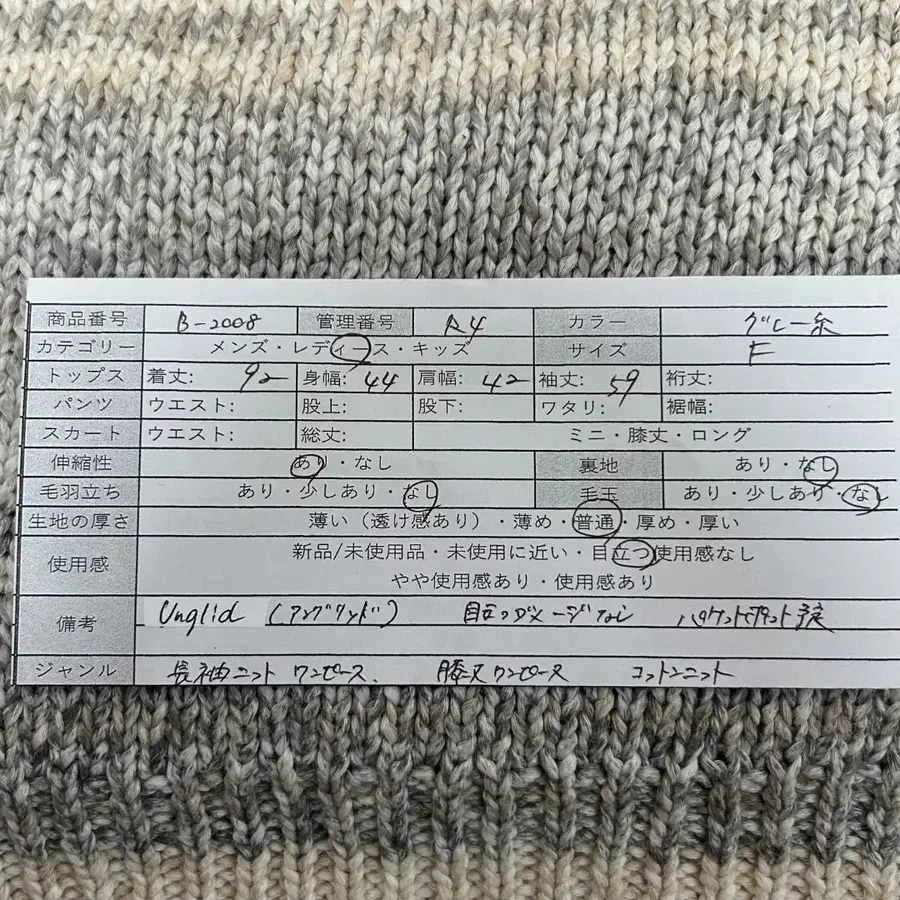 商品番号 B-2008 管理番号 R4 カラー グレー系
カテゴリー メンズ・レディース・キッズ サイズ F
トップス 着丈: 92 身幅: 44 肩幅: 42 袖丈: 59 裄丈:
パンツ ウエスト: 股上: 股下: ワタリ: 裾幅:
スカート ウエスト: 総丈: ミニ・膝丈・ロング
伸縮性 あり・なし 裏地 あり・なし
毛羽立ち あり・少しあり・なし 毛玉 あり・少しあり・なし
生地の厚さ 薄い（透け感あり）・薄め・普通・厚め・厚い
使用感 新品/未使用品・未使用に近い・目立つ使用感なし
やや使用感あり・使用感あり
備考 Unglid (アングリッド) 目立つダメージなし
ジャンル 長袖ニット ワンピース、 膝丈ワンピース コットンニット